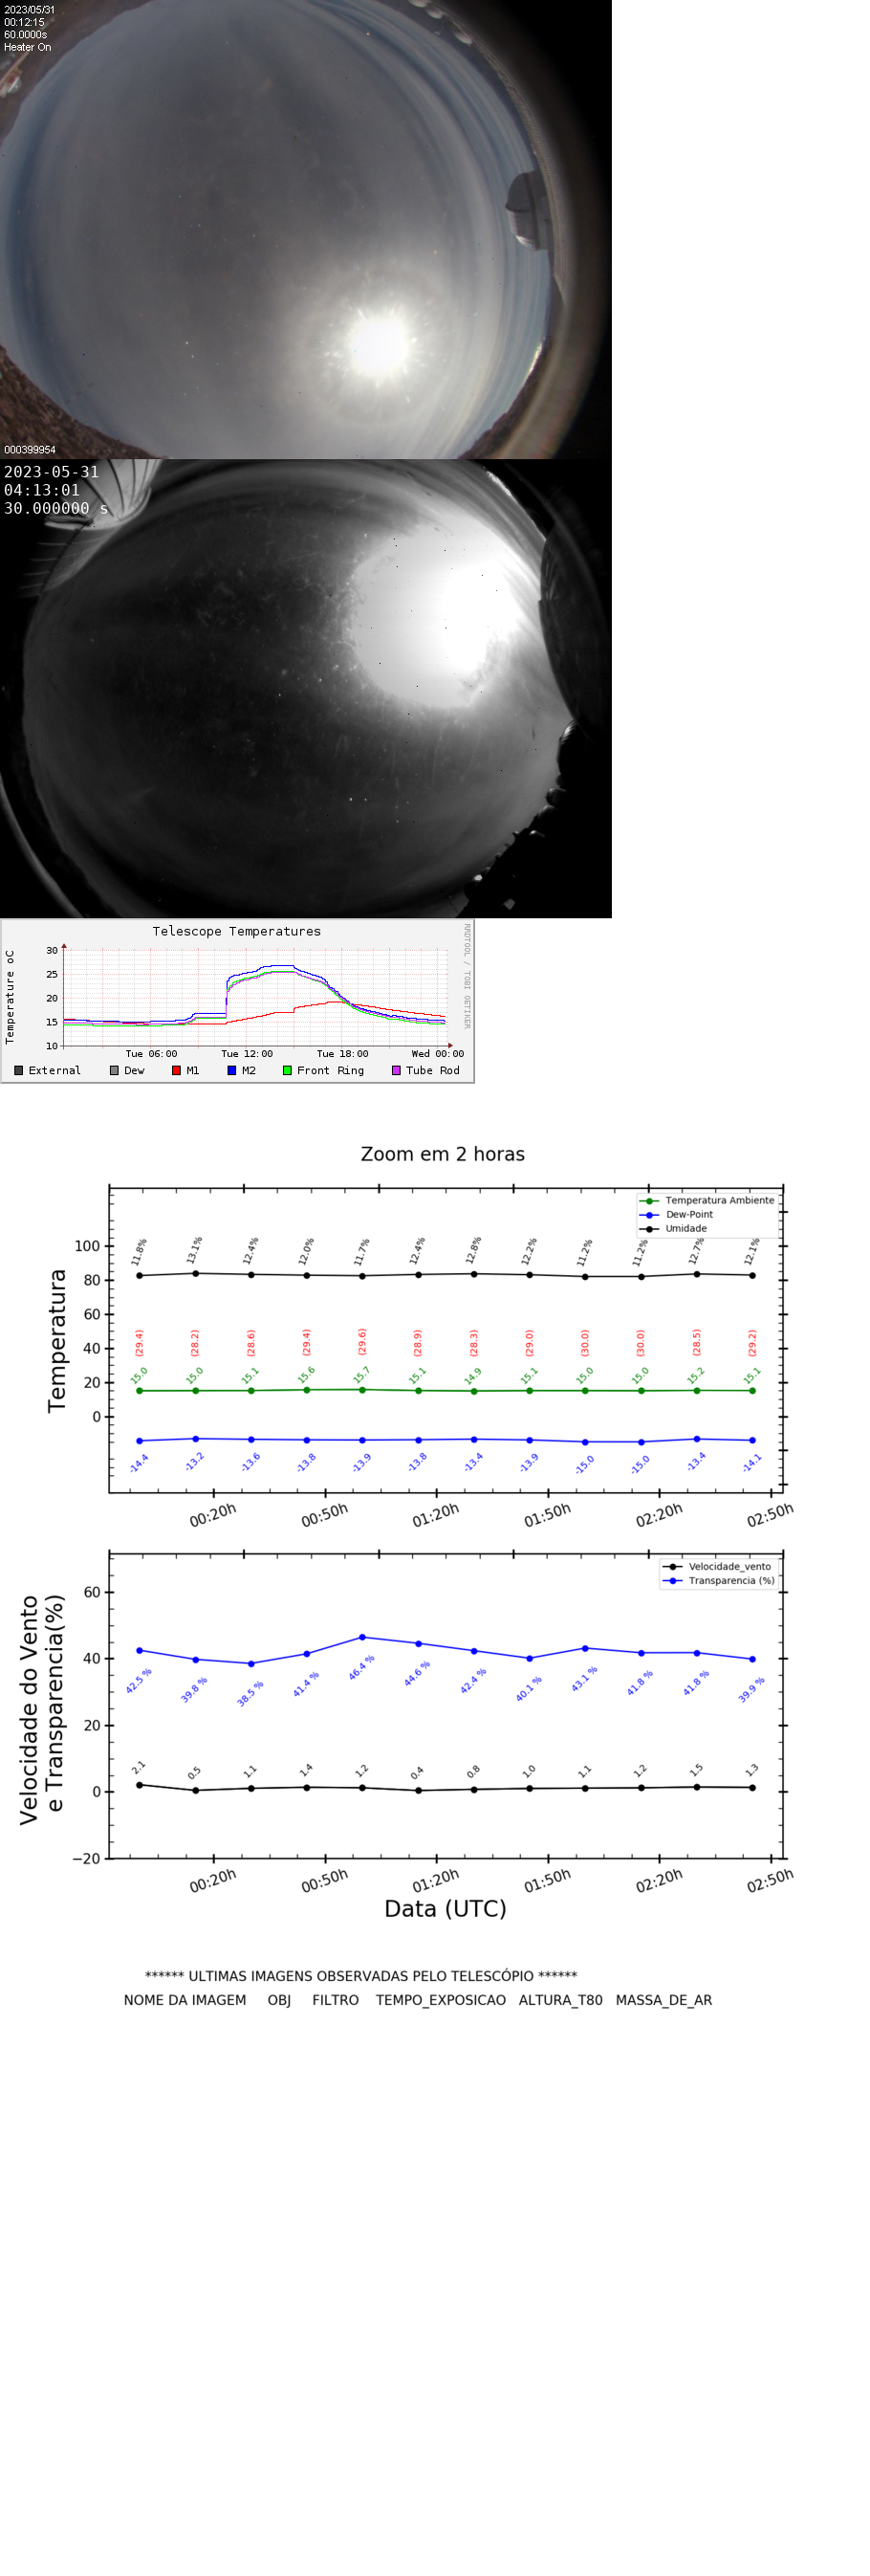 2023/05/31
00:12:15
60.0000s
Heater On
000399954
2023-05-31
04:13:01
30.000000 s
Telescope Temperatures
Temperature oC
30
25
20
15
10
Tue 06:00 Tue 12:00 Tue 18:00 Wed 00:00
External Dew M1 M2 Front Ring Tube Rod
RRDTOOL / TOBI OETIKER
Zoom em 2 horas
Temperatura
Temperatura Ambiente
Dew-Point
Umidade
100
80
60
40
20
0
11.8% 13.1% 12.4% 12.0% 11.7% 12.4% 12.8% 12.2% 11.2% 11.2% 12.7% 12.1%
(29.4) (28.2) (28.6) (29.4) (29.6) (28.9) (28.3) (29.0) (30.0) (30.0) (28.5) (29.2)
15.0 15.0 15.1 15.6 15.7 15.1 14.9 15.1 15.0 15.0 15.2 15.1
-14.4 -13.2 -13.6 -13.8 -13.9 -13.8 -13.4 -13.9 -15.0 -15.0 -13.4 -14.1
00:20h 00:50h 01:20h 01:50h 02:20h 02:50h
Velocidade do Vento
e Transparencia(%)
Velocidade_vento
Transparencia (%)
60
40
20
0
−20
42.5 % 39.8 % 38.5 % 41.4 % 46.4 % 44.6 % 42.4 % 40.1 % 43.1 % 41.8 % 41.8 % 39.9 %
2.1 0.5 1.1 1.4 1.2 0.4 0.8 1.0 1.1 1.2 1.5 1.3
00:20h 00:50h 01:20h 01:50h 02:20h 02:50h
Data (UTC)
****** ULTIMAS IMAGENS OBSERVADAS PELO TELESCÓPIO ******
NOME DA IMAGEM OBJ FILTRO TEMPO_EXPOSICAO ALTURA_T80 MASSA_DE_AR